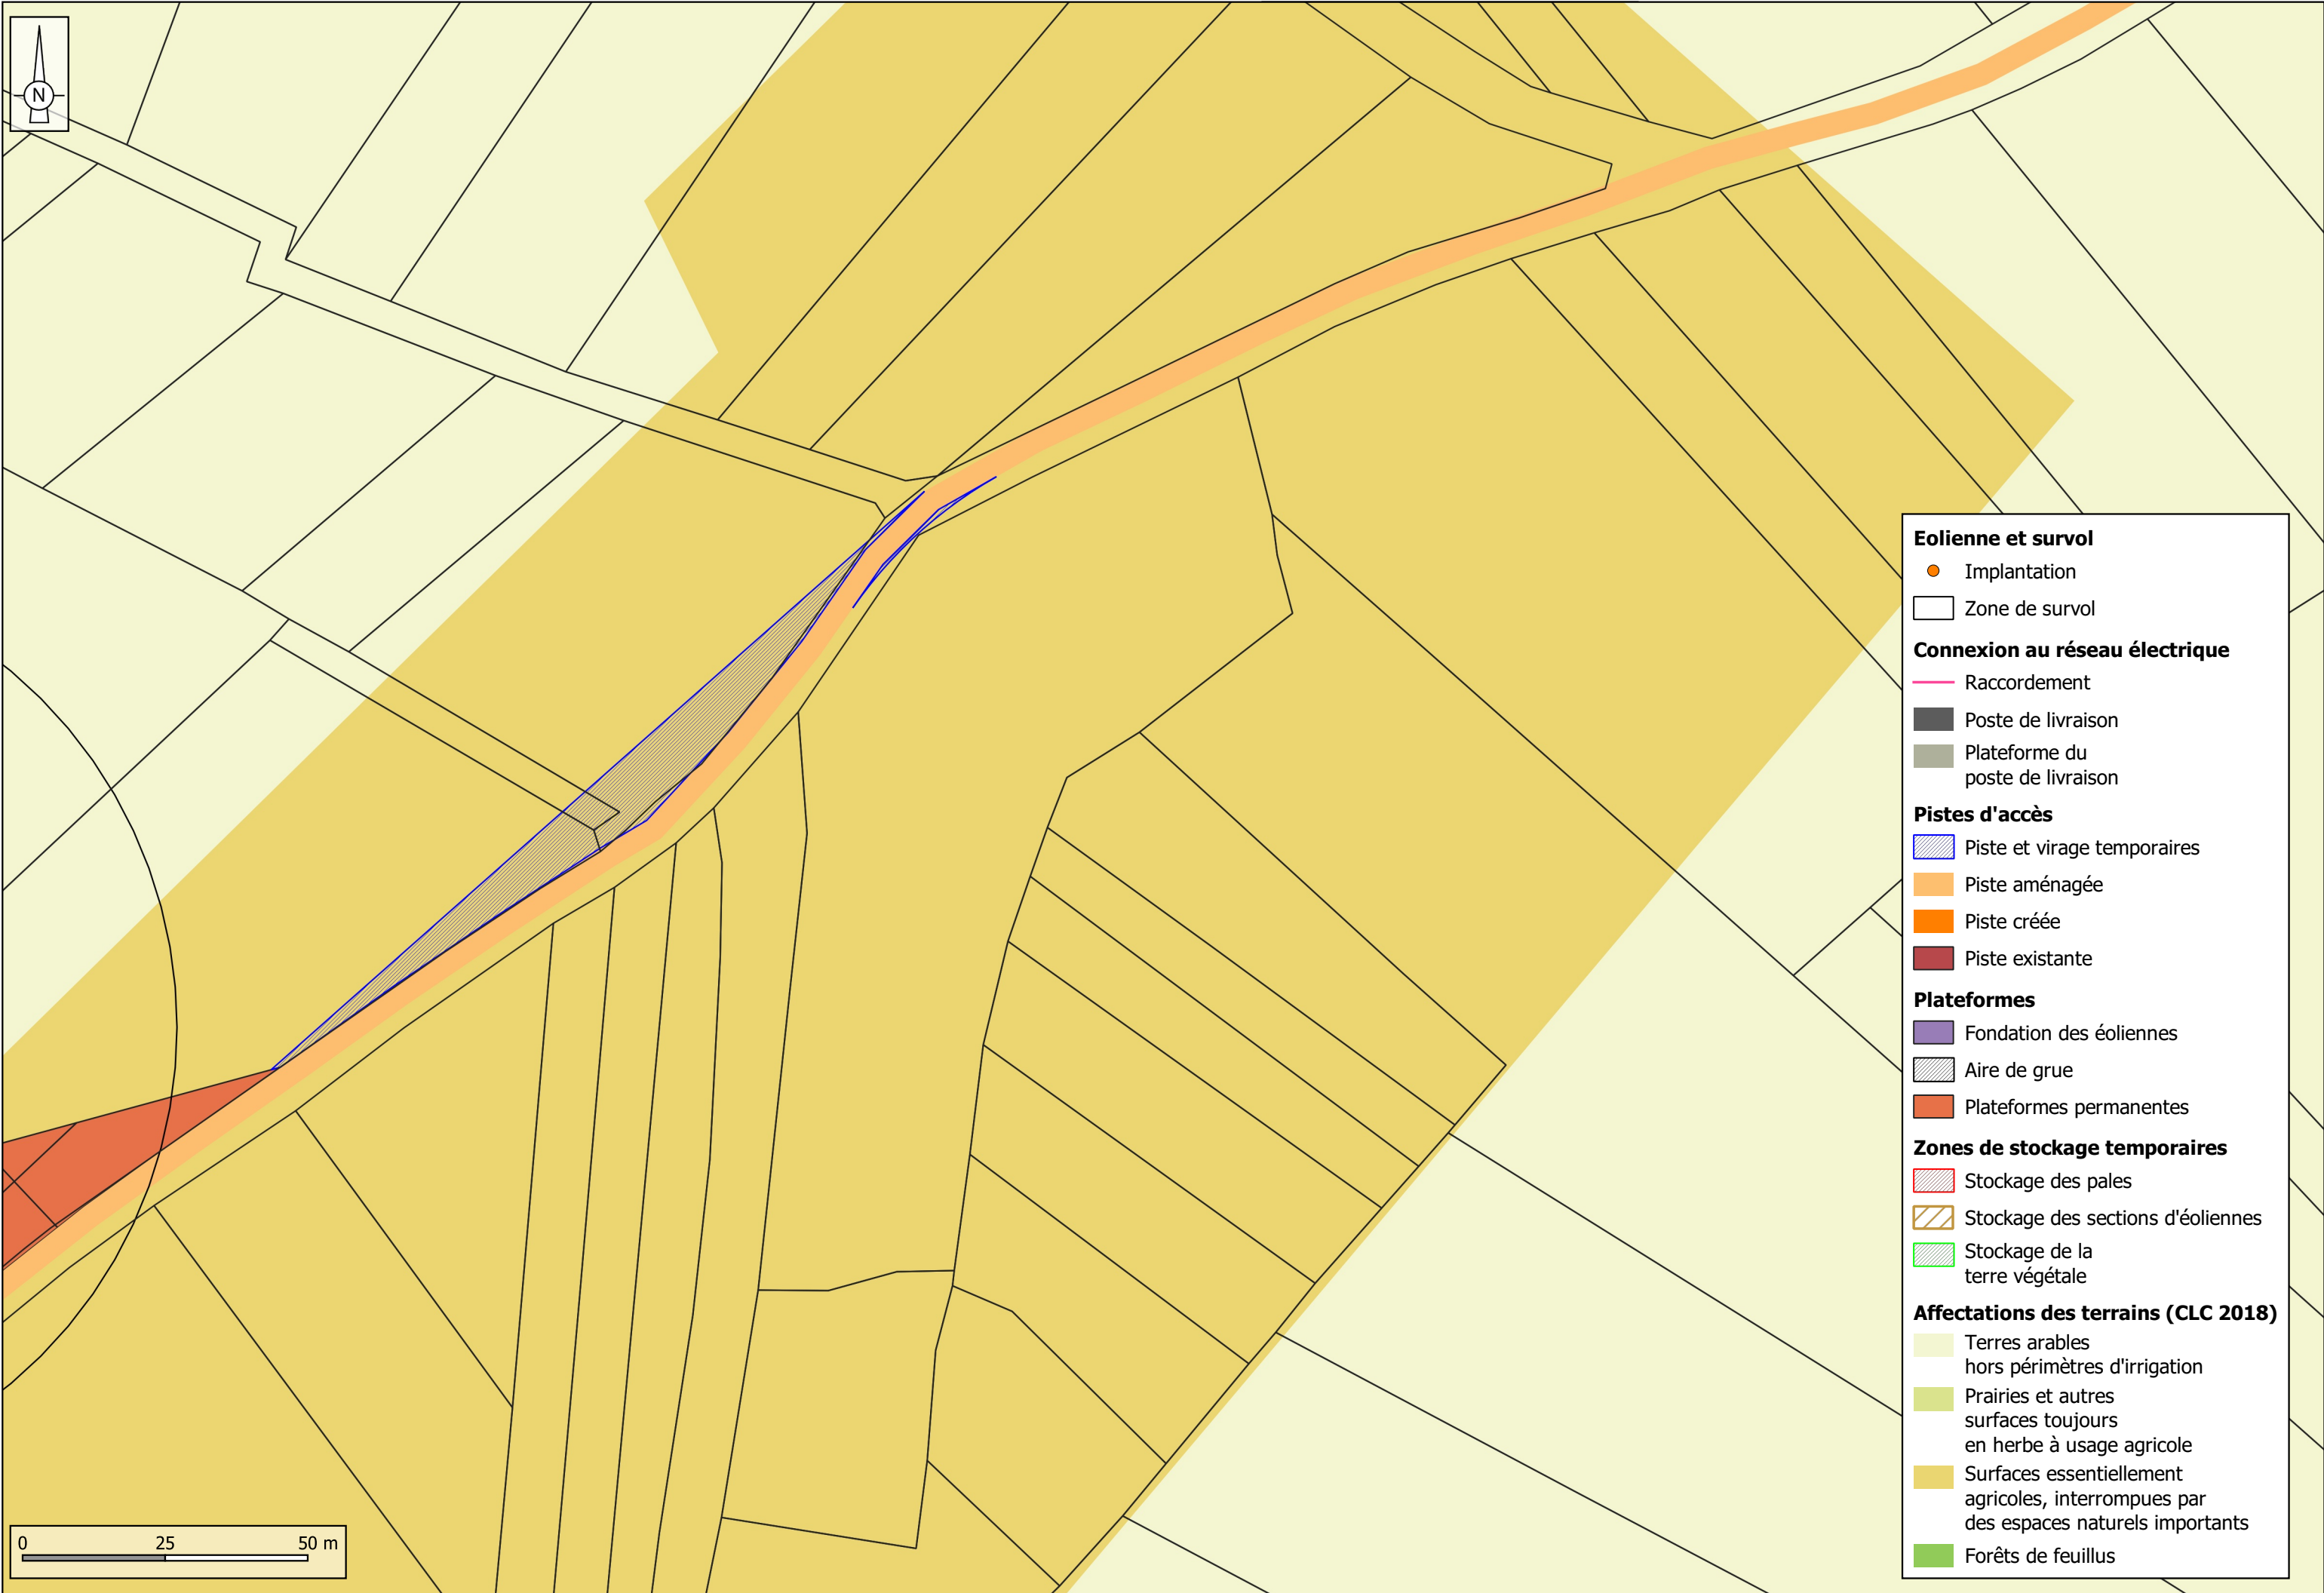 N
Eolienne et survol
Implantation
Zone de survol
Connexion au réseau électrique
Raccordement
Poste de livraison
Plateforme du
poste de livraison
Pistes d'accès
Piste et virage temporaires
Piste aménagée
Piste créée
Piste existante
Plateformes
Fondation des éoliennes
Aire de grue
Plateformes permanentes
Zones de stockage temporaires
Stockage des pales
Stockage des sections d'éoliennes
Stockage de la
terre végétale
Affectations des terrains (CLC 2018)
Terres arables
hors périmètres d'irrigation
Prairies et autres
surfaces toujours
en herbe à usage agricole
Surfaces essentiellement
agricoles, interrompues par
des espaces naturels importants
Forêts de feuillus
0 25 50 m